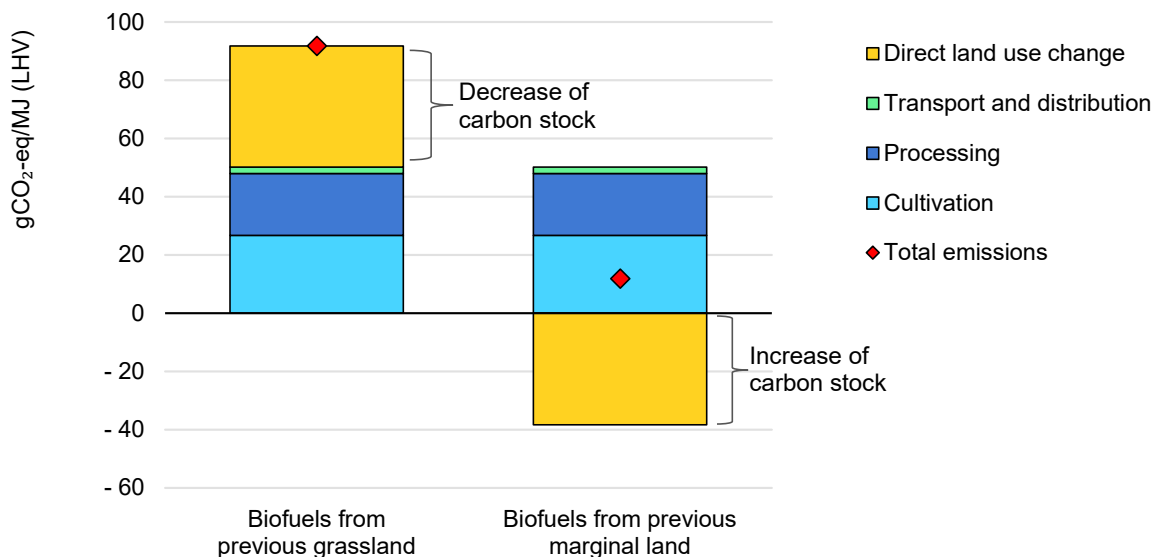 gCO₂-eq/MJ (LHV)
100
80
60
40
20
0
- 20
- 40
- 60
Decrease of
carbon stock
Increase of
carbon stock
Biofuels from
previous grassland
Biofuels from previous
marginal land
Direct land use change
Transport and distribution
Processing
Cultivation
Total emissions